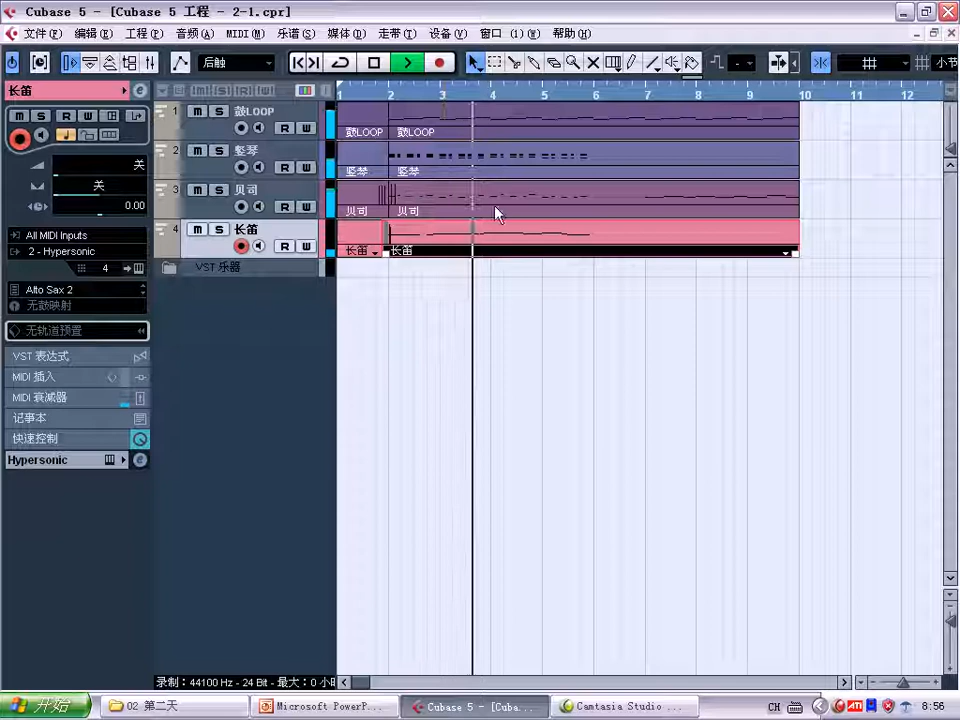 Cubase 5 - [Cubase 5 工程 - 2-1.cpr]
文件(F) 编辑(E) 工程(P) 音频(A) MIDI(M) 乐谱(S) 媒体(D) 走带(T) 设备(V) 窗口 (1)(W) 帮助(H)
后触 - 小节
长笛
M S R W
关
关
0.00
All MIDI Inputs
2 - Hypersonic
4
Alto Sax 2
无鼓映射
无轨道预置
VST 表达式
MIDI 插入
MIDI 衰减器
记事本
快速控制
Hypersonic
1 2 3 4 5 6 7 8 9 10 11 12
1 M S 鼓LOOP
R W
鼓LOOP 鼓LOOP
2 M S 竖琴
R W
竖琴 竖琴
3 M S 贝司
R W
贝司 贝司
4 M S 长笛
R W
长笛 长笛
VST 乐器
录制：44100 Hz - 24 Bit - 最大：0 小时
开始 02 第二天 Microsoft PowerP... Cubase 5 - [Cuba... Camtasia Studio ... CH ATI 8:56